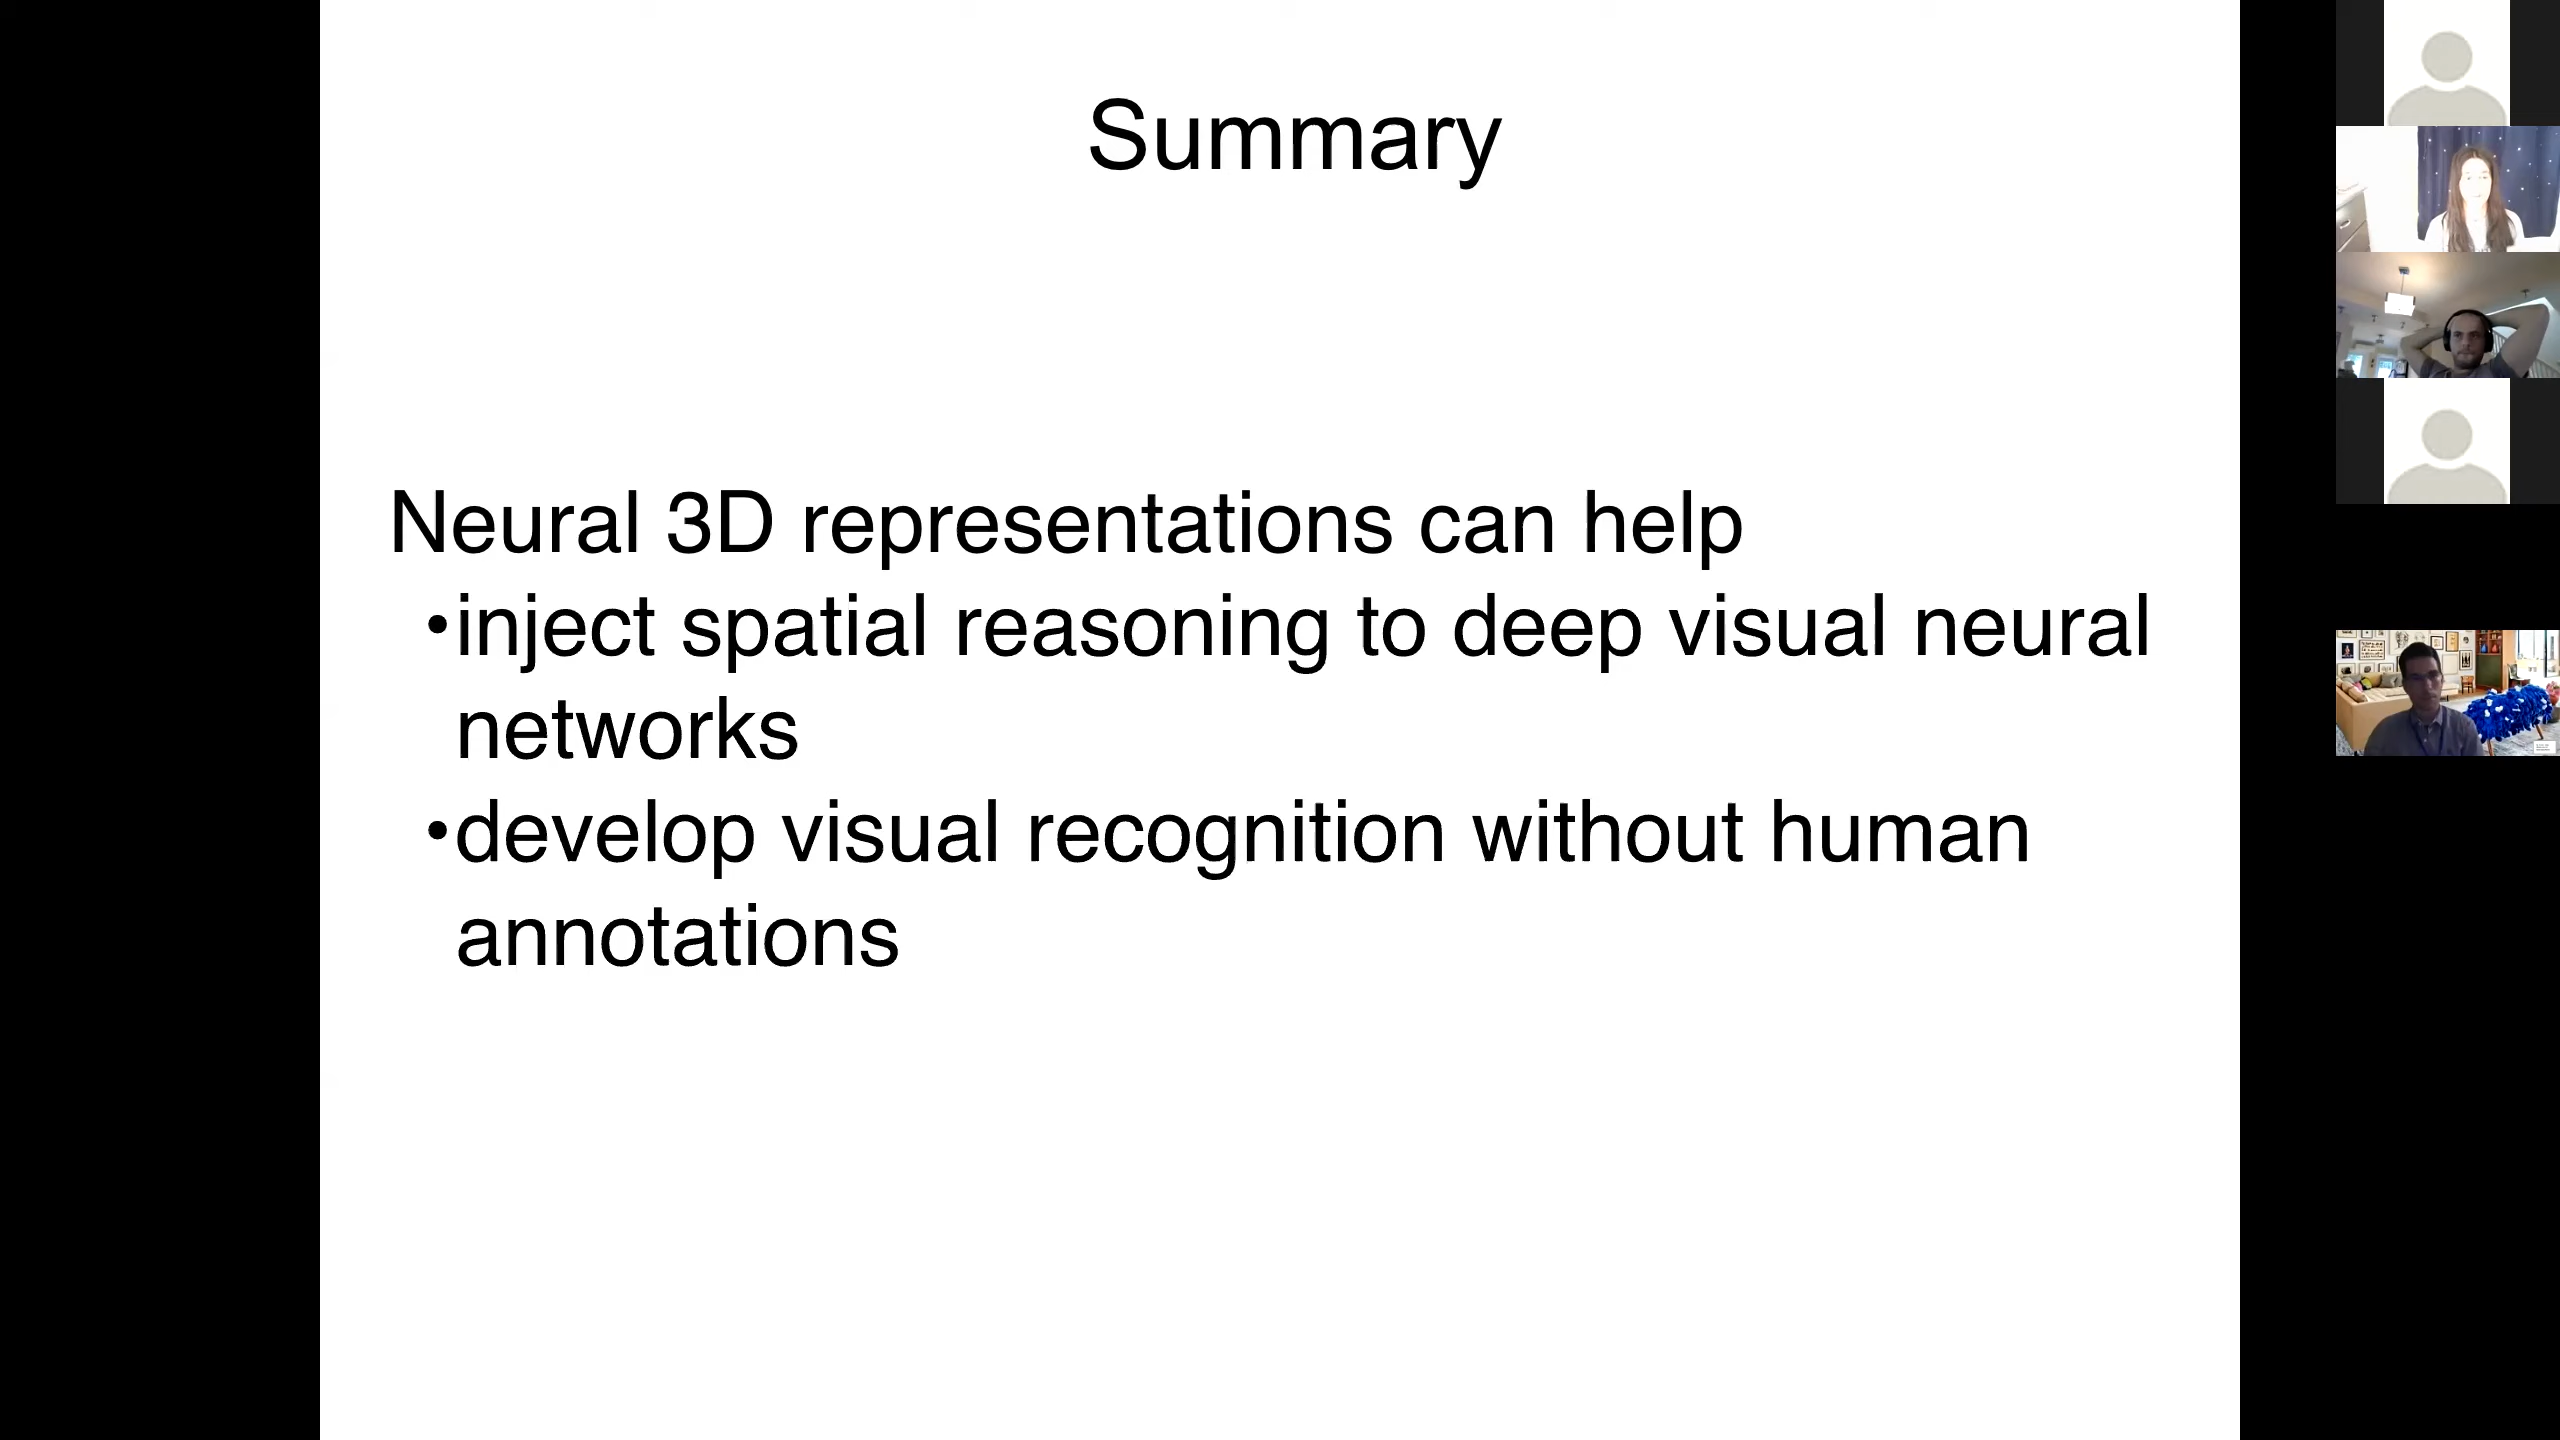 Summary
Neural 3D representations can help
•inject spatial reasoning to deep visual neural
networks
•develop visual recognition without human
annotations